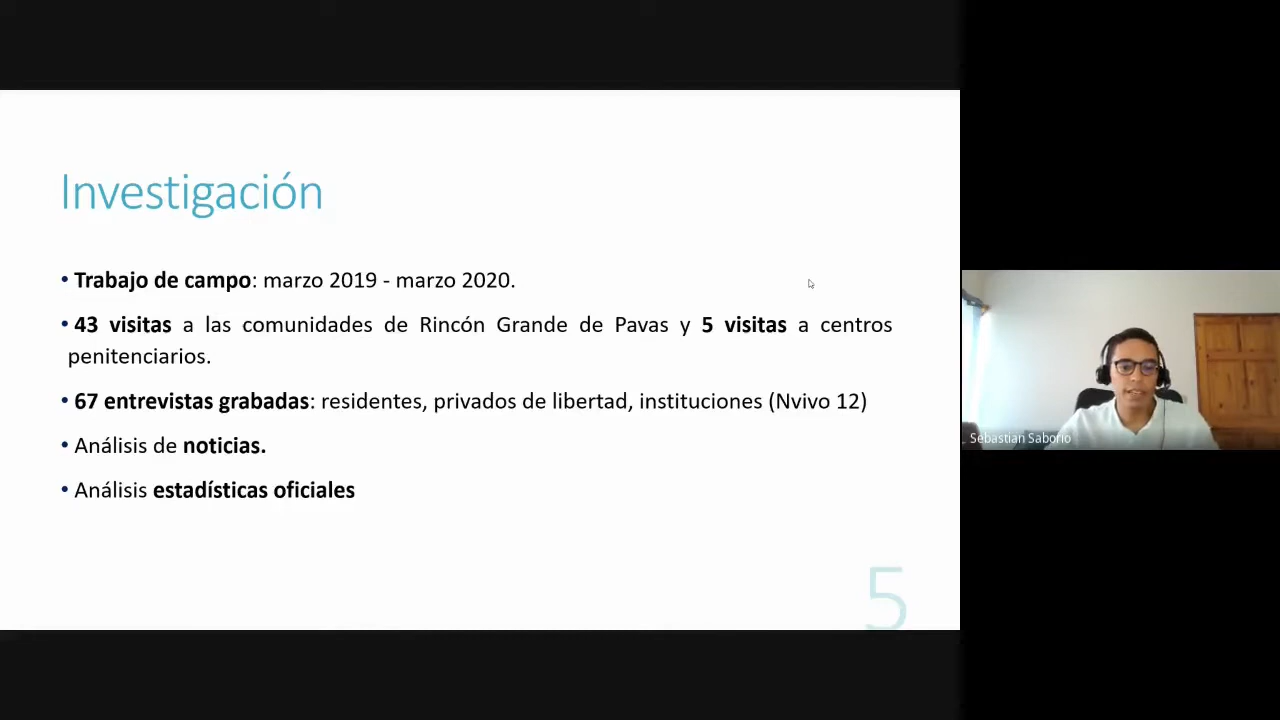 Investigación
• Trabajo de campo: marzo 2019 - marzo 2020.
• 43 visitas a las comunidades de Rincón Grande de Pavas y 5 visitas a centros
penitenciarios.
• 67 entrevistas grabadas: residentes, privados de libertad, instituciones (Nvivo 12)
• Análisis de noticias.
• Análisis estadísticas oficiales
5
Sebastian Saborio